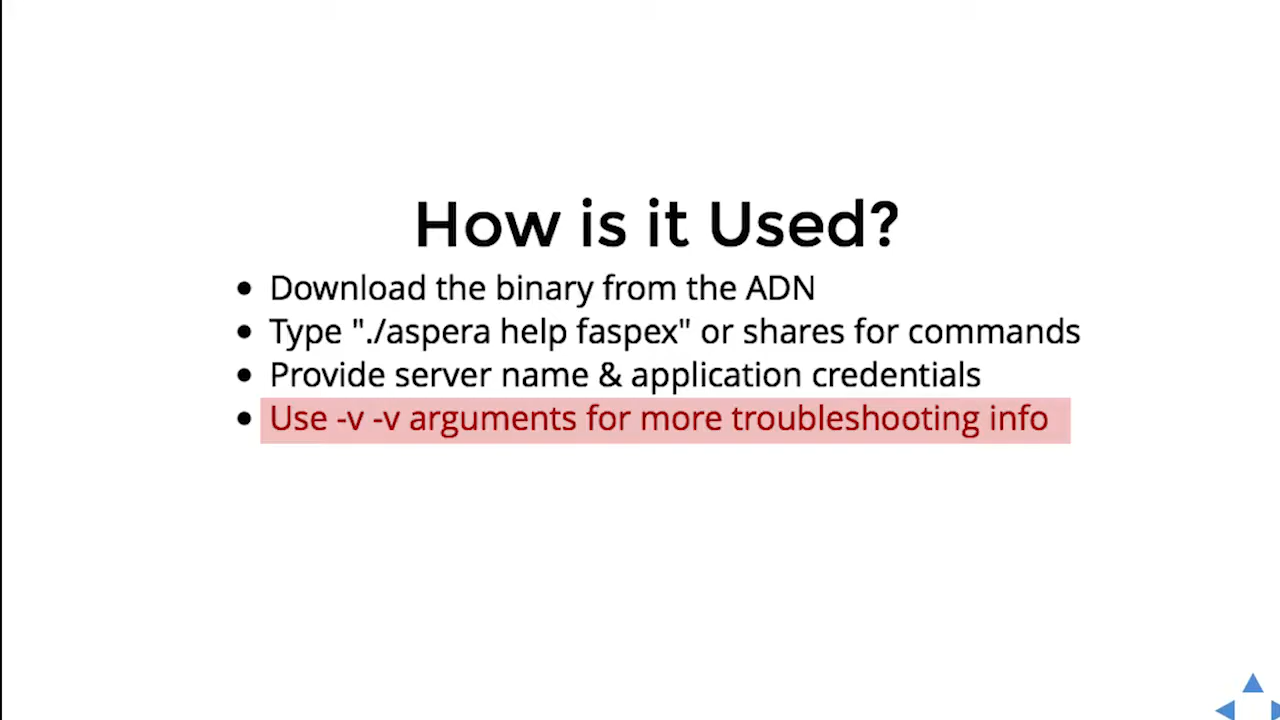 How is it Used?
Download the binary from the ADN
Type "./aspera help faspex" or shares for commands
Provide server name & application credentials
Use -v -v arguments for more troubleshooting info